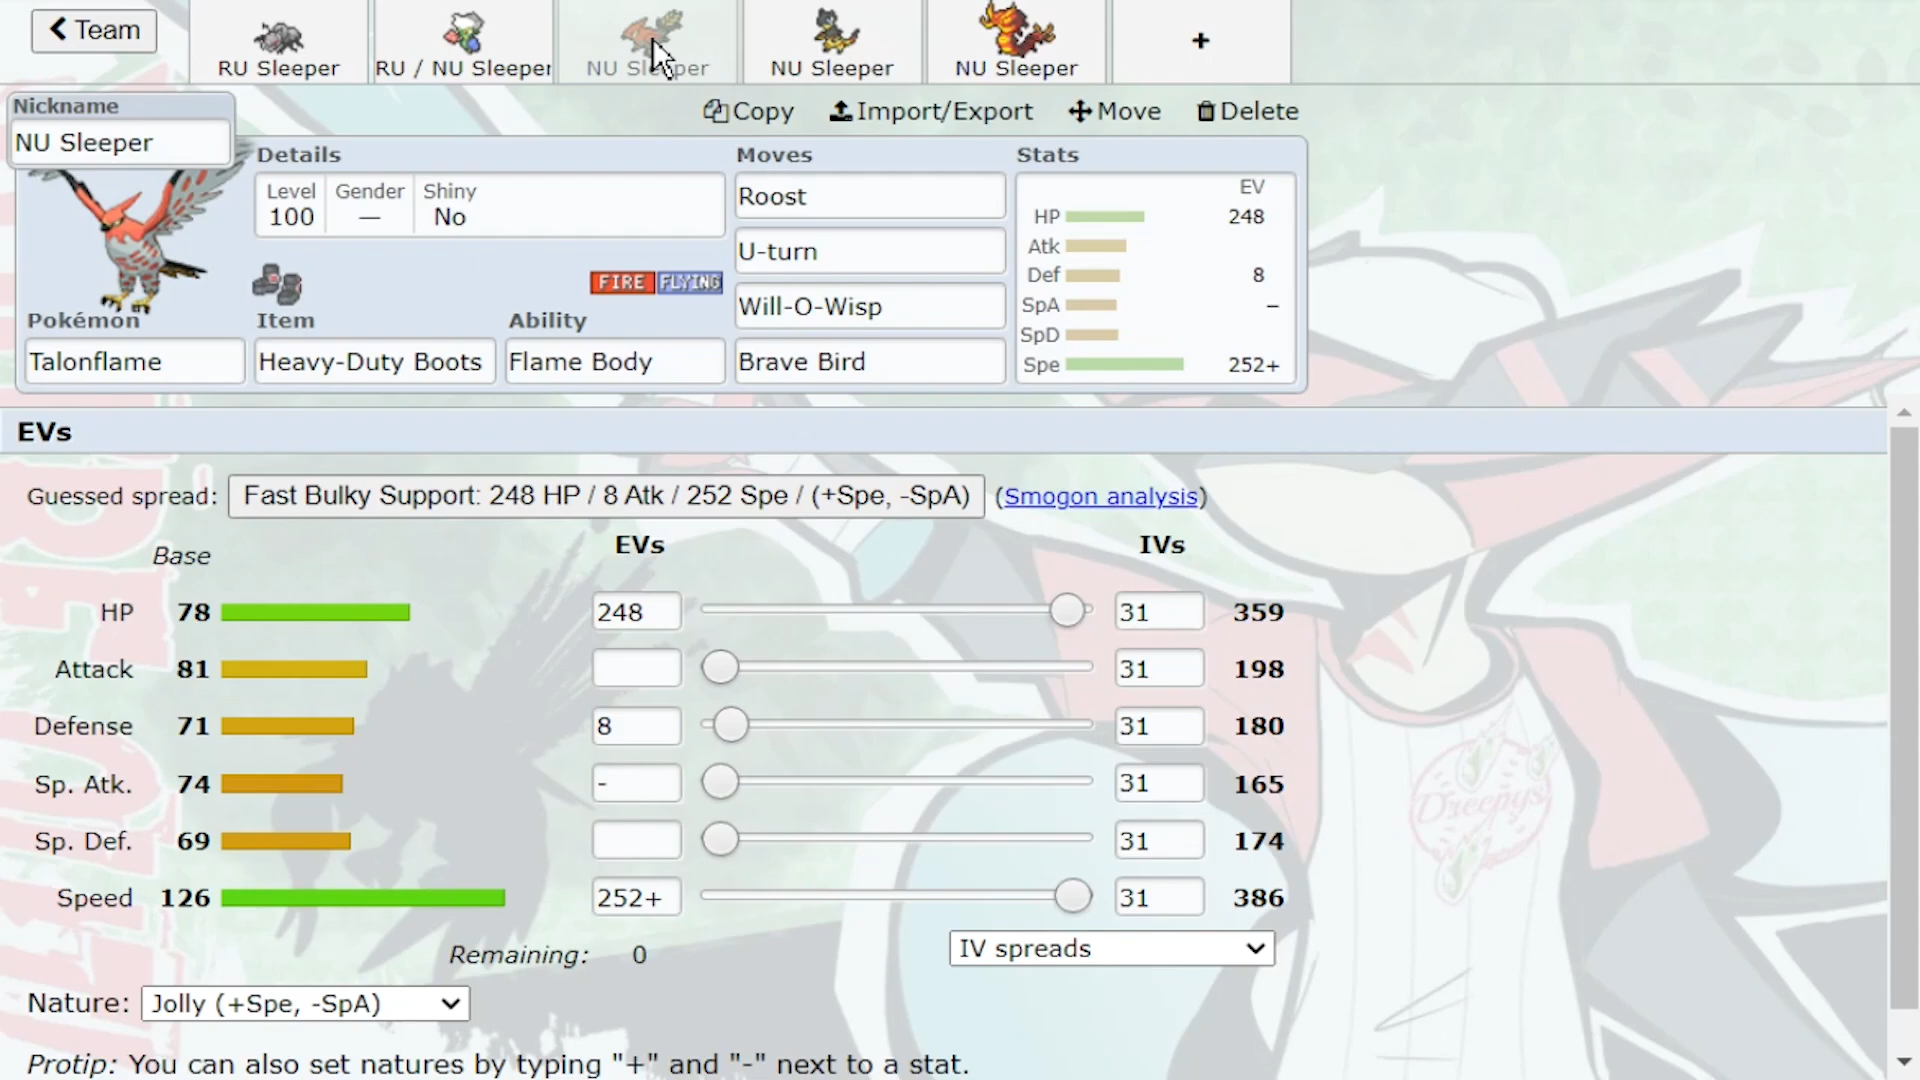 Team
RU Sleeper
RU / NU Sleeper
NU Sleeper
NU Sleeper
NU Sleeper
+
Nickname
NU Sleeper
Copy
Import/Export
Move
Delete
Details
Moves
Stats
Level
Gender
Shiny
100
—
No
FIRE
FLYING
Pokémon
Item
Ability
Talonflame
Heavy-Duty Boots
Flame Body
Roost
U-turn
Will-O-Wisp
Brave Bird
EV
HP 248
Atk
Def 8
SpA –
SpD
Spe 252+
EVs
Guessed spread: Fast Bulky Support: 248 HP / 8 Atk / 252 Spe / (+Spe, -SpA) (Smogon analysis)
Base EVs IVs
HP 78 248 31 359
Attack 81 31 198
Defense 71 8 31 180
Sp. Atk. 74 - 31 165
Sp. Def. 69 31 174
Speed 126 252+ 31 386
Remaining: 0 IV spreads
Nature: Jolly (+Spe, -SpA)
Protip: You can also set natures by typing "+" and "-" next to a stat.
Dreepys